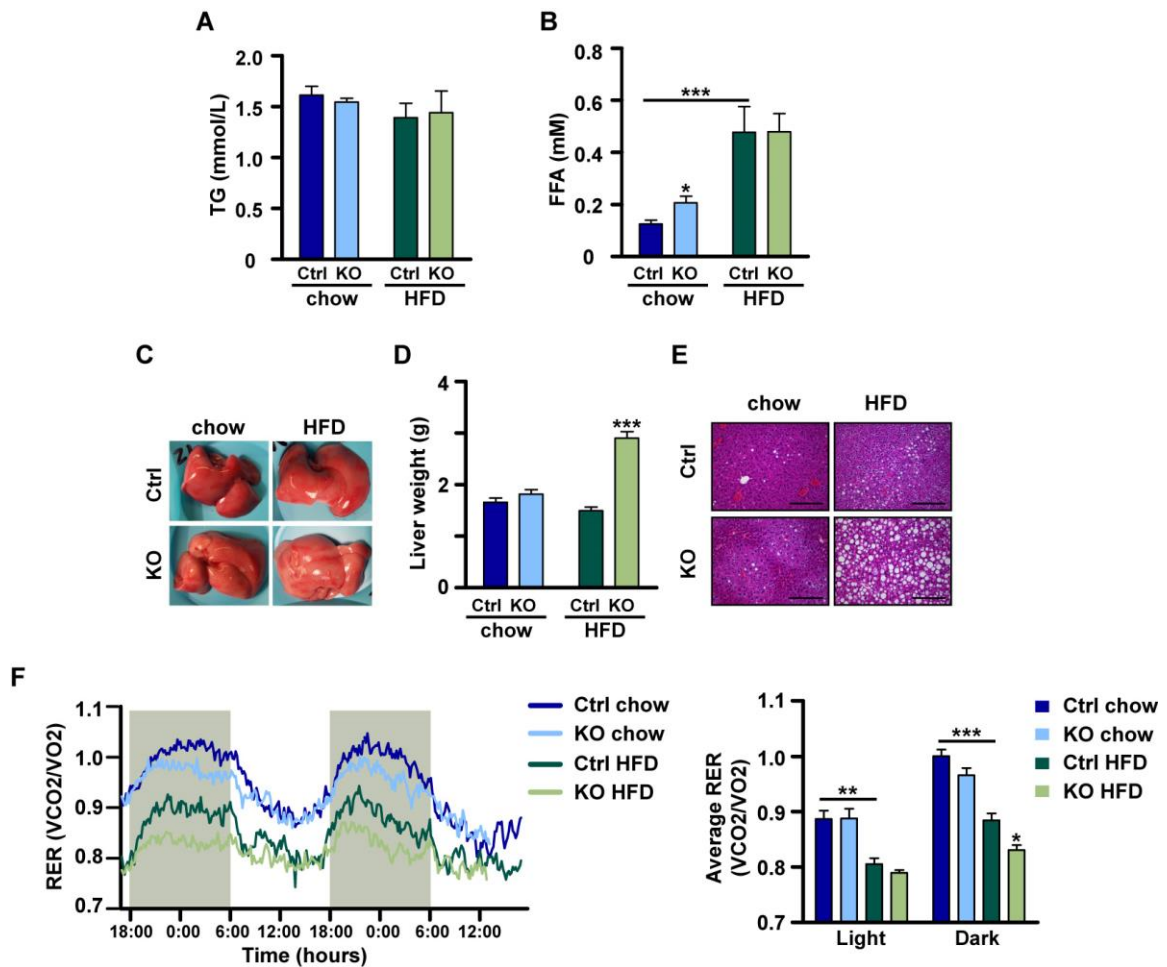 A
TG (mmol/L)
2.0
1.5
1.0
0.5
0
Ctrl KO Ctrl KO
chow HFD
B
FFA (mM)
0.8
0.6
0.4
0.2
0
***
*
Ctrl KO Ctrl KO
chow HFD
C
chow HFD
Ctrl
KO
D
Liver weight (g)
4
2
0
***
Ctrl KO Ctrl KO
chow HFD
E
chow HFD
Ctrl
KO
F
RER (VCO2/VO2)
1.1
1.0
0.9
0.8
0.7
18:00 0:00 6:00 12:00 18:00 0:00 6:00 12:00
Time (hours)
Ctrl chow
KO chow
Ctrl HFD
KO HFD
Average RER
(VCO2/VO2)
1.1
1.0
0.9
0.8
0.7
**
***
*
Light Dark
Ctrl chow
KO chow
Ctrl HFD
KO HFD